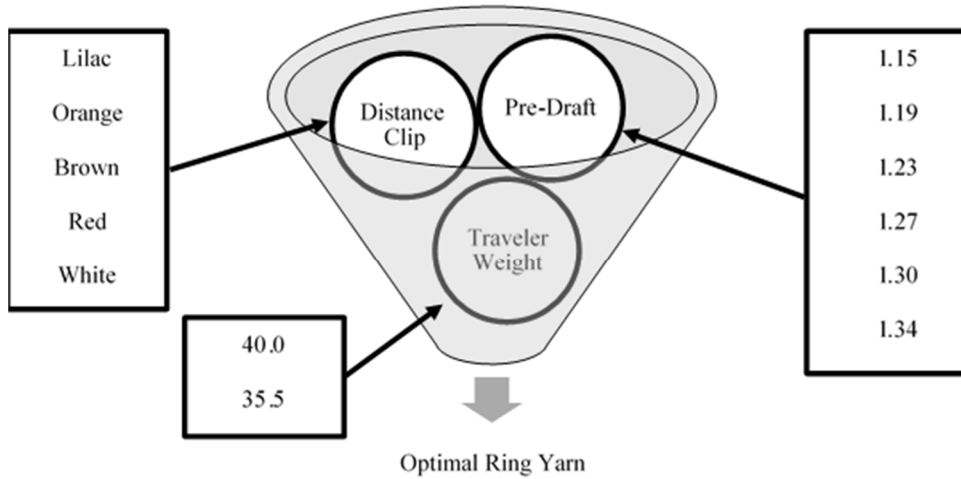 Lilac
Orange
Brown
Red
White
Distance
Clip
Pre-Draft
Traveler
Weight
1.15
1.19
1.23
1.27
1.30
1.34
40.0
35.5
Optimal Ring Yarn